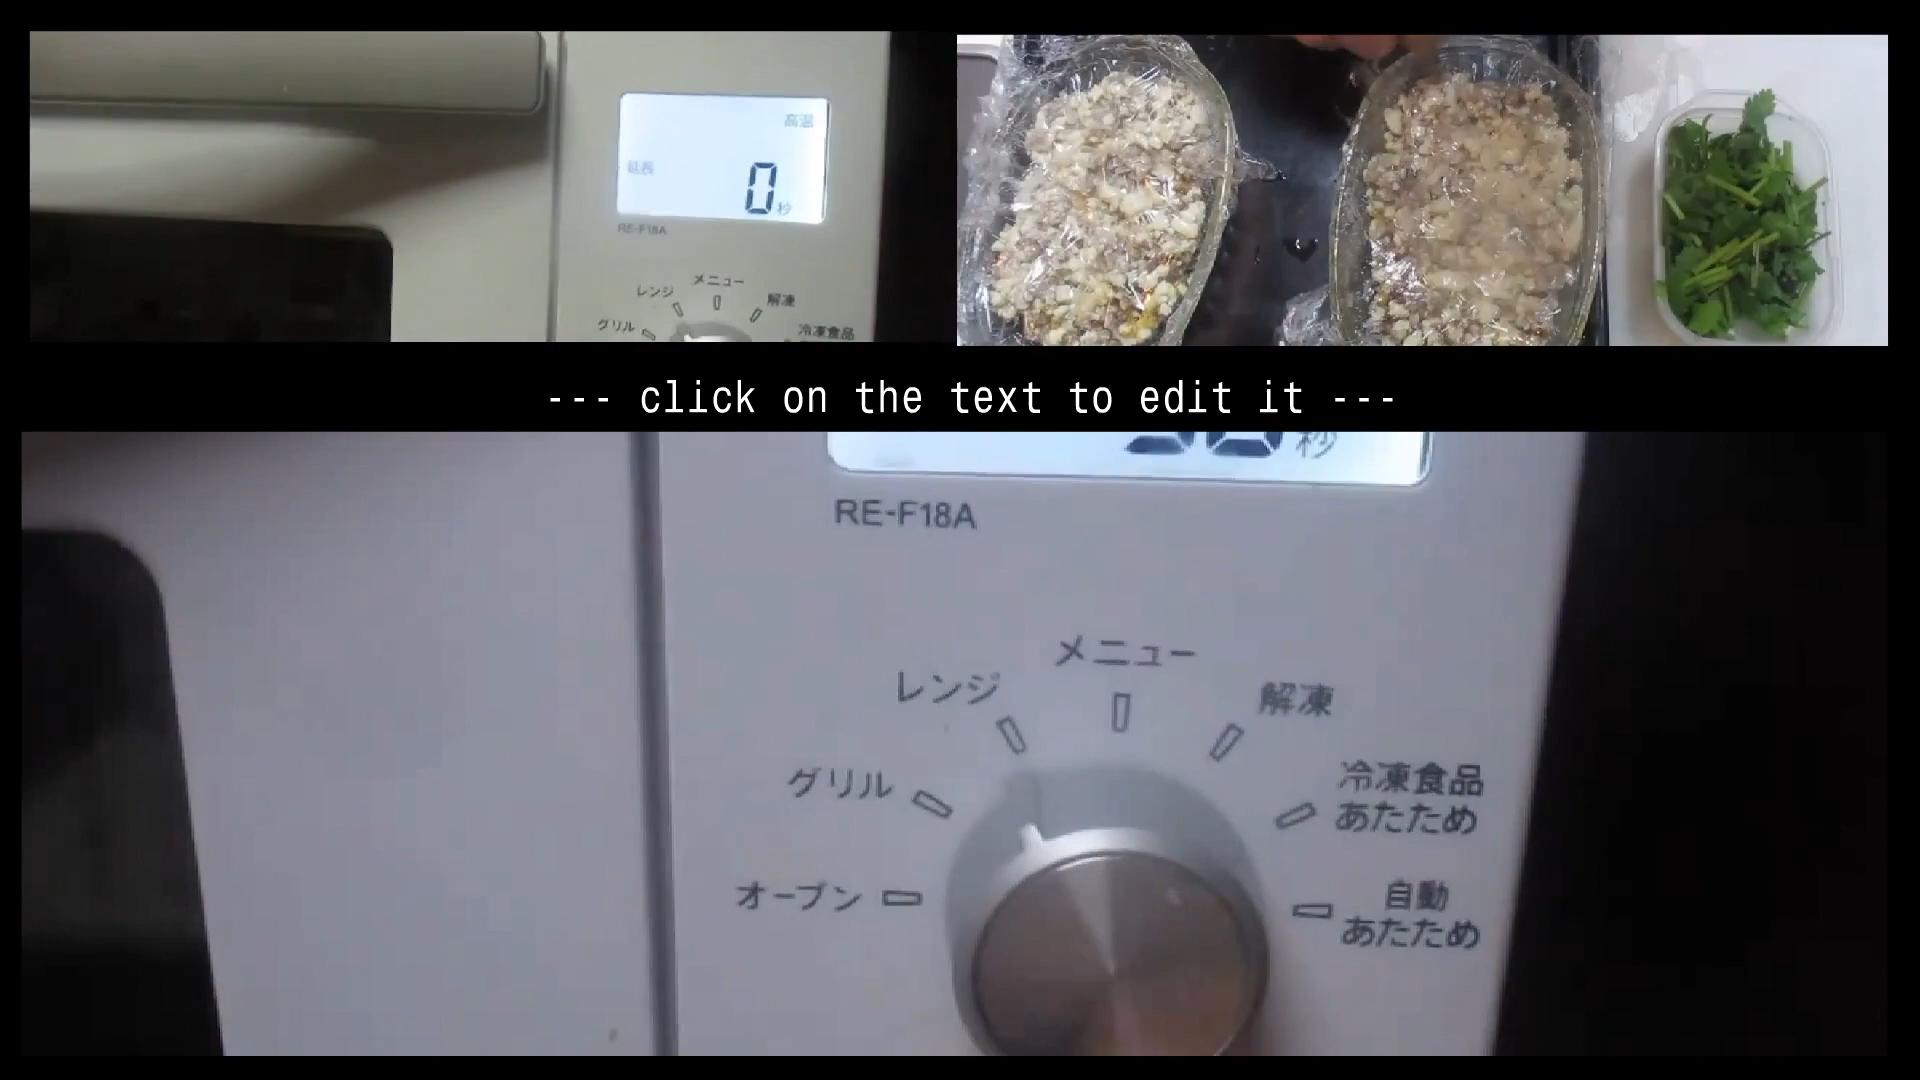 高温
延長
0秒
RE-F18A
メニュー
レンジ
解凍
グリル
冷凍食品
--- click on the text to edit it ---
秒
RE-F18A
メニュー
レンジ
解凍
グリル
冷凍食品
あたため
オーブン
自動
あたため